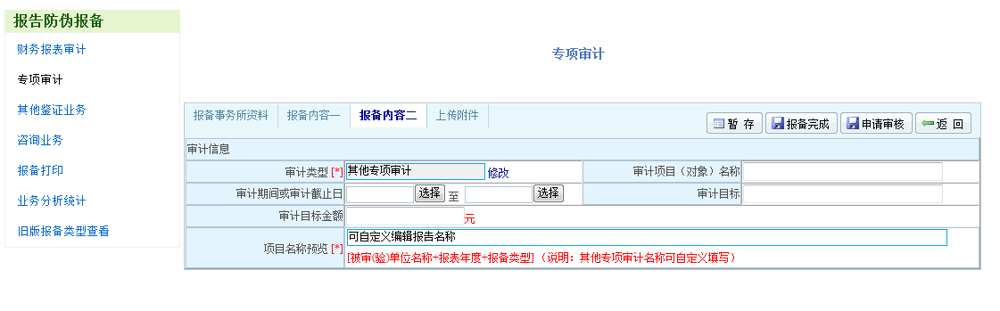 报告防伪报备
财务报表审计
专项审计
其他鉴证业务
咨询业务
报备打印
业务分析统计
旧版报备类型查看
专项审计
报备事务所资料 报备内容一 报备内容二 上传附件
暂 存 报备完成 申请审核 返 回
审计信息
审计类型 [*] 其他专项审计 修改 审计项目（对象）名称
审计期间或审计截止日 选择 至 选择 审计目标
审计目标金额 元
项目名称预览 [*] 可自定义编辑报告名称
[被审(验)单位名称+报表年度+报备类型]（说明：其他专项审计名称可自定义填写）